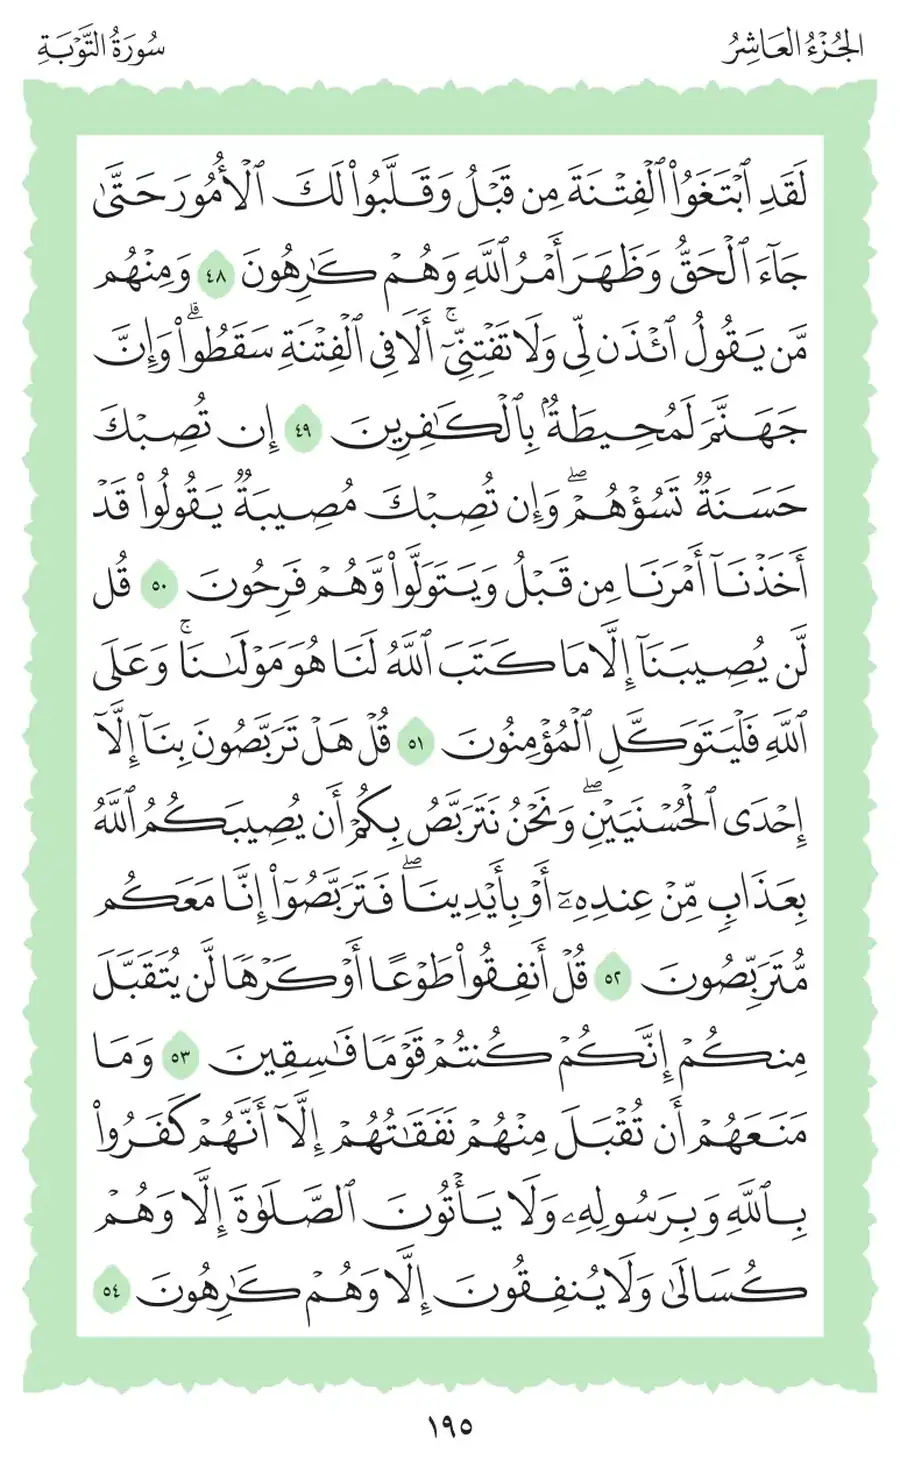 الجُزْءُ العَاشِرُ
سُورَةُ التَّوْبَةِ
لَقَدِ ٱبْتَغَوُا۟ ٱلْفِتْنَةَ مِن قَبْلُ وَقَلَّبُوا۟ لَكَ ٱلْأُمُورَ حَتَّىٰ
جَآءَ ٱلْحَقُّ وَظَهَرَ أَمْرُ ٱللَّهِ وَهُمْ كَـٰرِهُونَ ٤٨ وَمِنْهُم
مَّن يَقُولُ ٱئْذَن لِّى وَلَا تَفْتِنِّىٓ ۚ أَلَا فِى ٱلْفِتْنَةِ سَقَطُوا۟ ۗ وَإِنَّ
جَهَنَّمَ لَمُحِيطَةٌۢ بِٱلْكَـٰفِرِينَ ٤٩ إِن تُصِبْكَ
حَسَنَةٌ تَسُؤْهُمْ ۖ وَإِن تُصِبْكَ مُصِيبَةٌ يَقُولُوا۟ قَدْ
أَخَذْنَآ أَمْرَنَا مِن قَبْلُ وَيَتَوَلَّوا۟ وَّهُمْ فَرِحُونَ ٥٠ قُل
لَّن يُصِيبَنَآ إِلَّا مَا كَتَبَ ٱللَّهُ لَنَا هُوَ مَوْلَىٰنَا ۚ وَعَلَى
ٱللَّهِ فَلْيَتَوَكَّلِ ٱلْمُؤْمِنُونَ ٥١ قُلْ هَلْ تَرَبَّصُونَ بِنَآ إِلَّآ
إِحْدَى ٱلْحُسْنَيَيْنِ ۖ وَنَحْنُ نَتَرَبَّصُ بِكُمْ أَن يُصِيبَكُمُ ٱللَّهُ
بِعَذَابٍ مِّنْ عِندِهِۦٓ أَوْ بِأَيْدِينَا ۖ فَتَرَبَّصُوٓا۟ إِنَّا مَعَكُم
مُّتَرَبِّصُونَ ٥٢ قُلْ أَنفِقُوا۟ طَوْعًا أَوْ كَرْهًا لَّن يُتَقَبَّلَ
مِنكُمْ إِنَّكُمْ كُنتُمْ قَوْمًا فَـٰسِقِينَ ٥٣ وَمَا
مَنَعَهُمْ أَن تُقْبَلَ مِنْهُمْ نَفَقَـٰتُهُمْ إِلَّآ أَنَّهُمْ كَفَرُوا۟
بِٱللَّهِ وَبِرَسُولِهِۦ وَلَا يَأْتُونَ ٱلصَّلَوٰةَ إِلَّا وَهُمْ
كُسَالَىٰ وَلَا يُنفِقُونَ إِلَّا وَهُمْ كَـٰرِهُونَ ٥٤
١٩٥